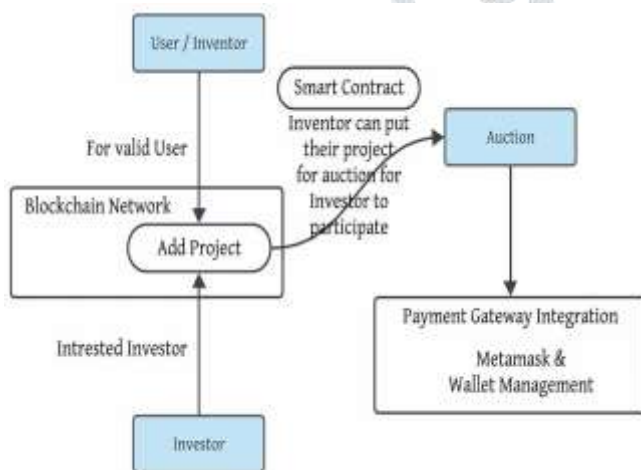 User / Inventor
Smart Contract
Inventor can put
their project
for auction for
Investor to
participate
Auction
For valid User
Blockchain Network
Add Project
Payment Gateway Integration
Metamask &
Wallet Management
Intrested Investor
Investor